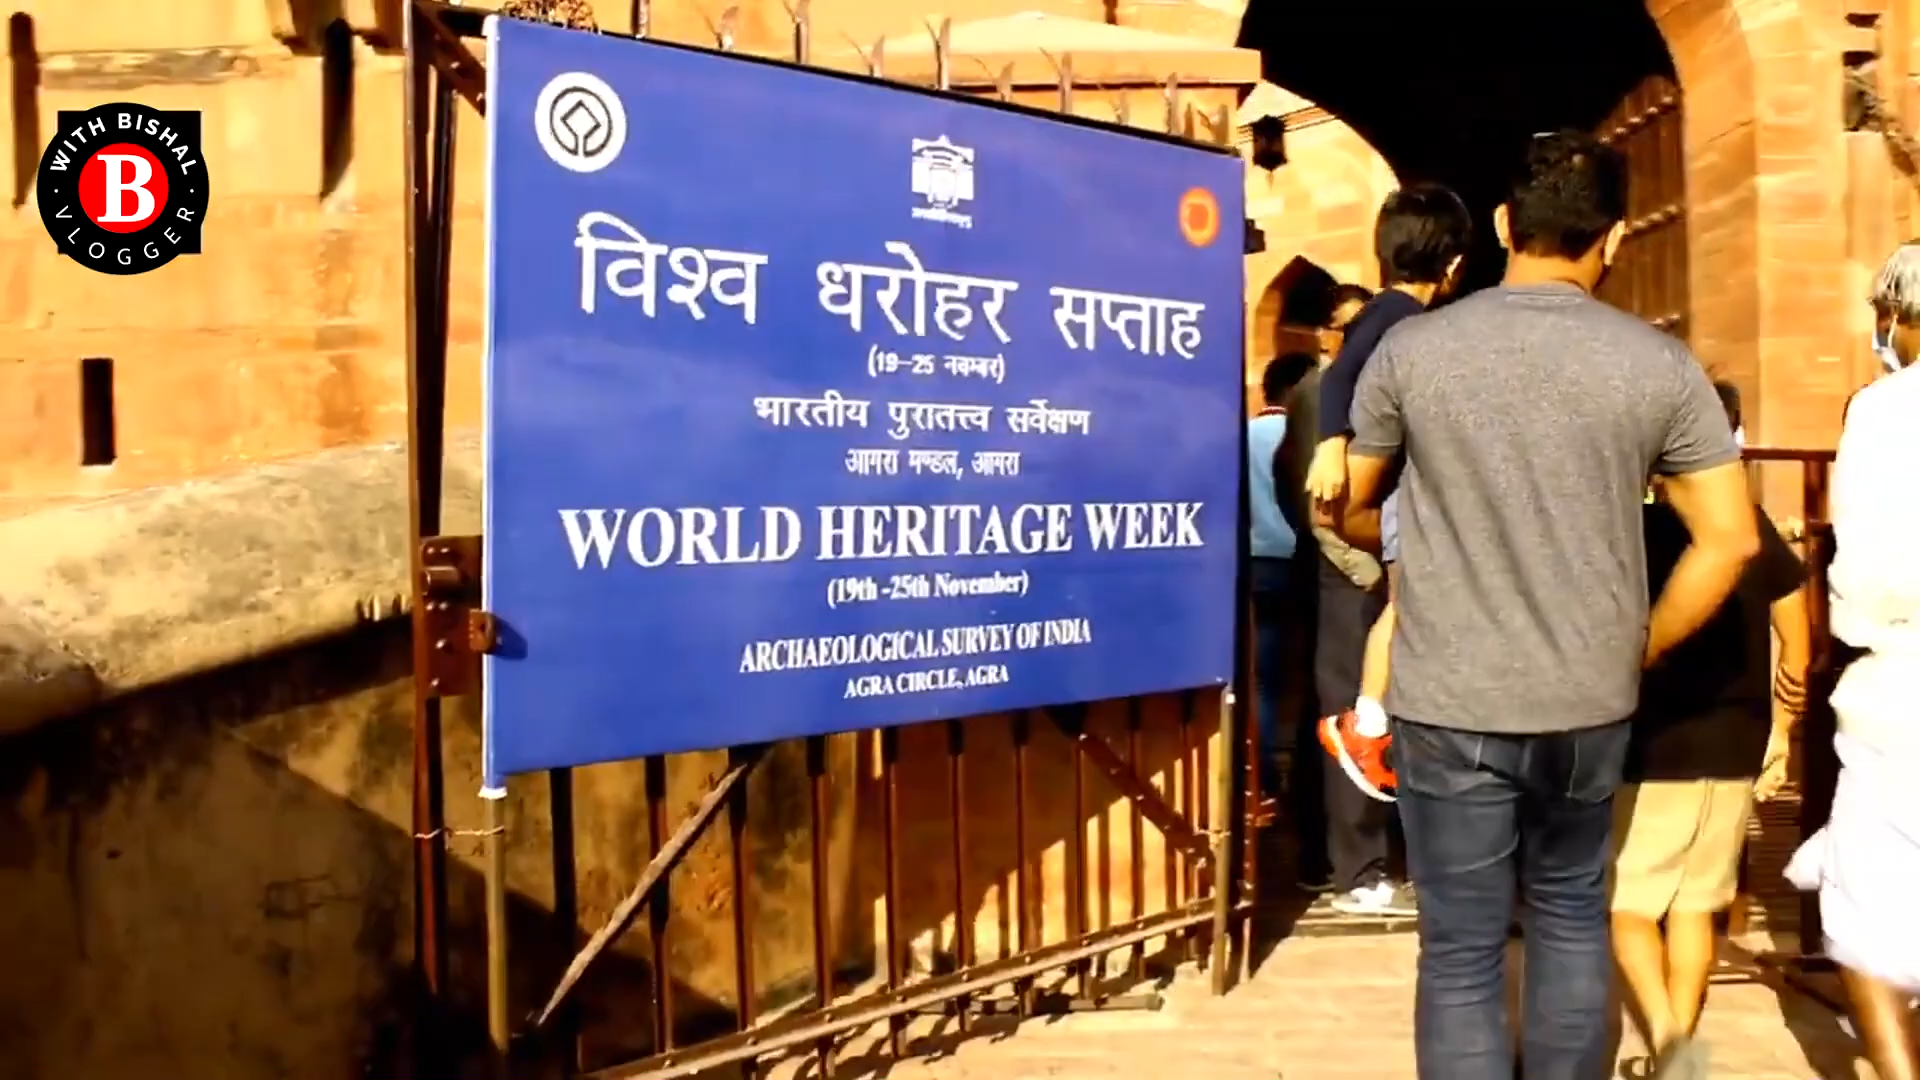 WITH BISHAL
B
VLOGGER
विश्व धरोहर सप्ताह
(19-25 नवम्बर)
भारतीय पुरातत्त्व सर्वेक्षण
आगरा मण्डल, आगरा
WORLD HERITAGE WEEK
(19th -25th November)
ARCHAEOLOGICAL SURVEY OF INDIA
AGRA CIRCLE, AGRA